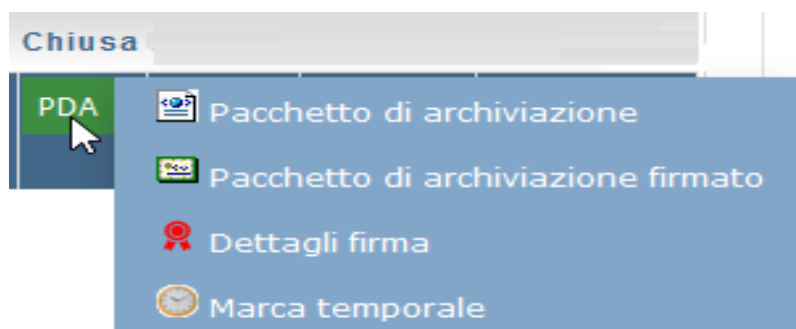 Chiusa
PDA
Pacchetto di archiviazione
Pacchetto di archiviazione firmato
Dettagli firma
Marca temporale